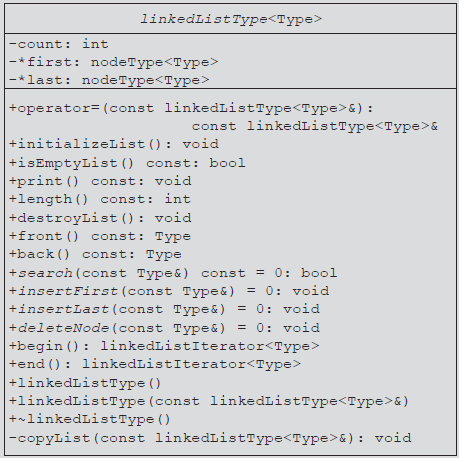 linkedListType<Type>
-count: int
-*first: nodeType<Type>
-*last: nodeType<Type>
+operator=(const linkedListType<Type>&):
const linkedListType<Type>&
+initializeList(): void
+isEmptyList() const: bool
+print() const: void
+length() const: int
+destroyList(): void
+front() const: Type
+back() const: Type
+search(const Type&) const = 0: bool
+insertFirst(const Type&) = 0: void
+insertLast(const Type&) = 0: void
+deleteNode(const Type&) = 0: void
+begin(): linkedListIterator<Type>
+end(): linkedListIterator<Type>
+linkedListType()
+linkedListType(const linkedListType<Type>&)
+~linkedListType()
-copyList(const linkedListType<Type>&): void